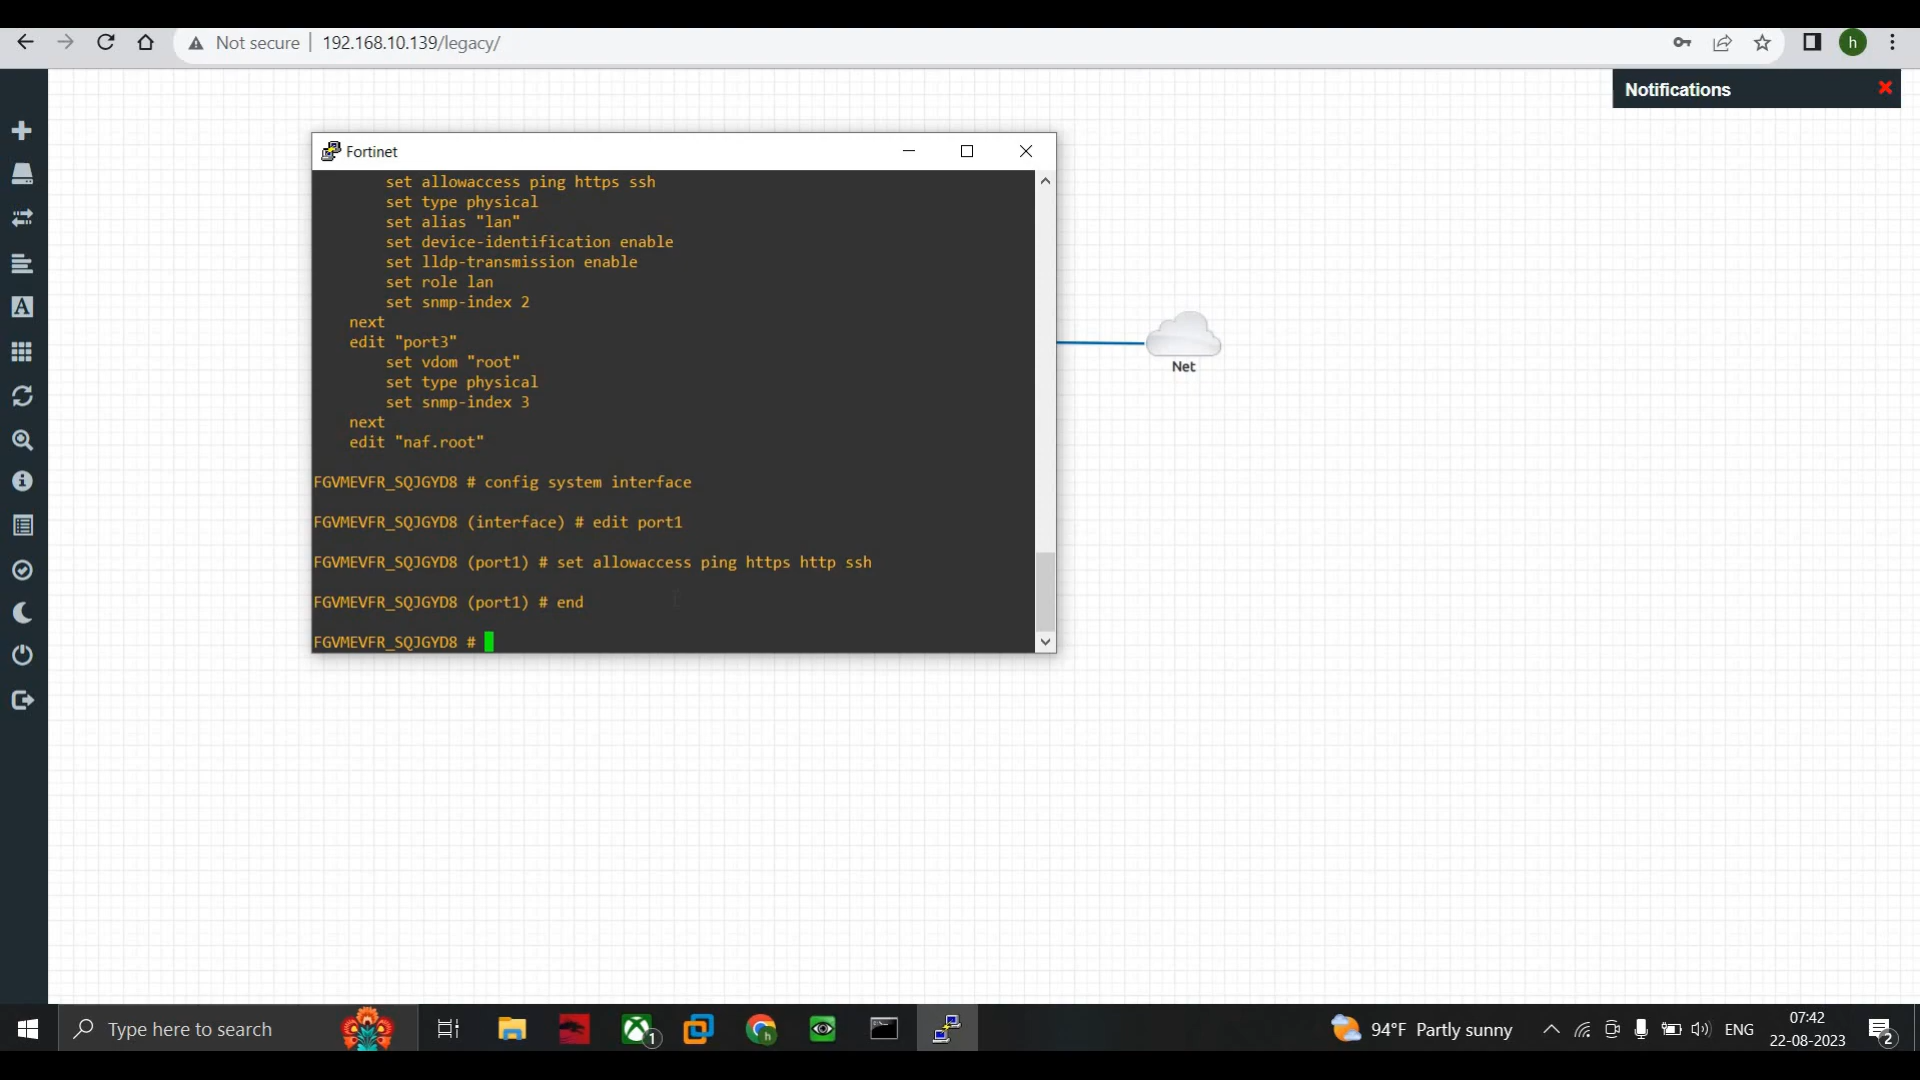 Not secure
192.168.10.139/legacy/
h
Notifications
Fortinet
set allowaccess ping https ssh
set type physical
set alias "lan"
set device-identification enable
set lldp-transmission enable
set role lan
set snmp-index 2
next
edit "port3"
set vdom "root"
set type physical
set snmp-index 3
next
edit "naf.root"
FGVMEVFR_SQJGYD8 # config system interface
FGVMEVFR_SQJGYD8 (interface) # edit port1
FGVMEVFR_SQJGYD8 (port1) # set allowaccess ping https http ssh
FGVMEVFR_SQJGYD8 (port1) # end
FGVMEVFR_SQJGYD8 #
Net
A
Type here to search
1
h
94°F Partly sunny
ENG
07:42
22-08-2023
2